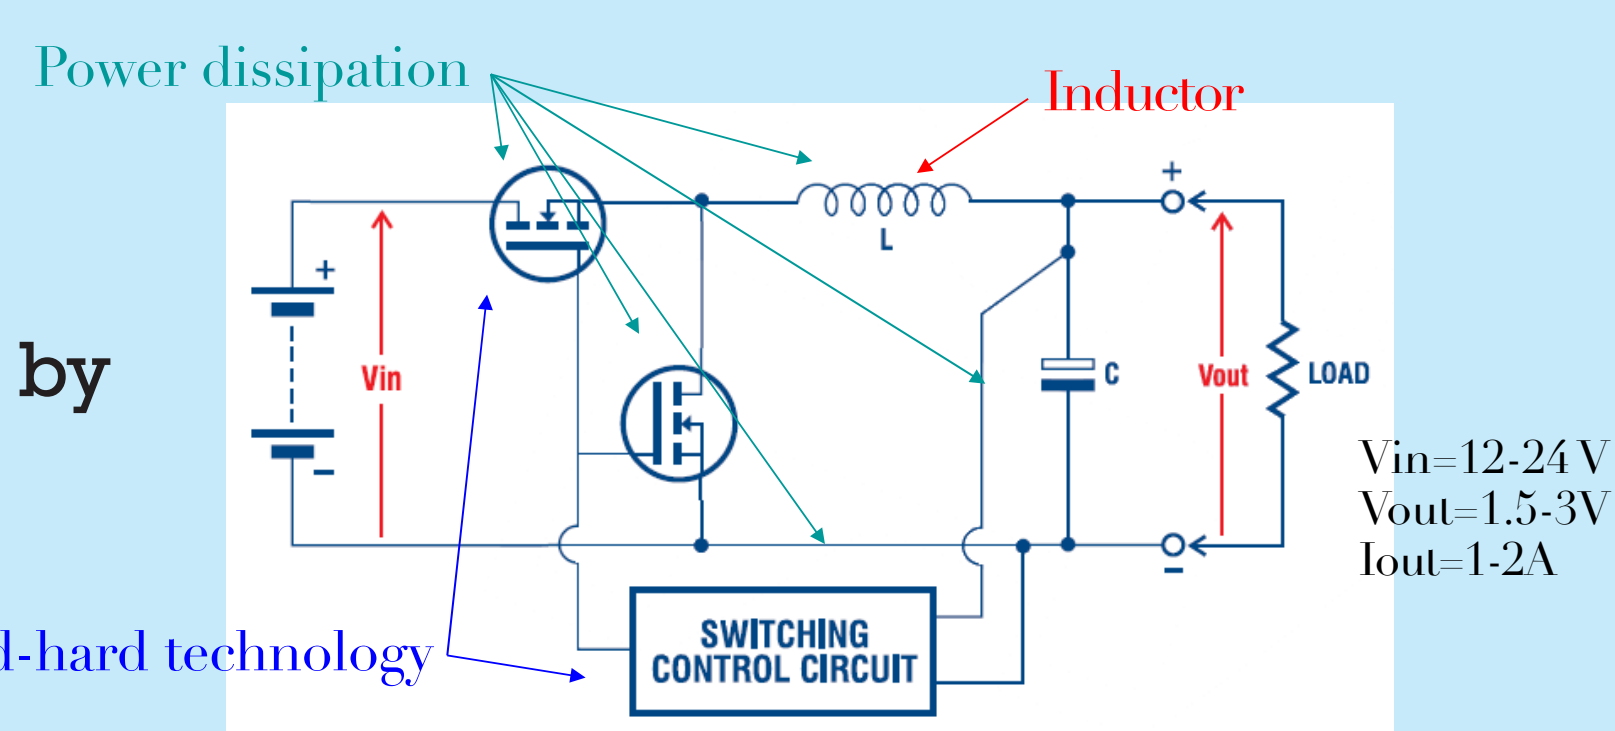 Power dissipation
Inductor
+
L
+
by
Vin
C
Vout
LOAD
Vin=12-24 V
Vout=1.5-3V
Iout=1-2A
−
−
SWITCHING
CONTROL CIRCUIT
d-hard technology